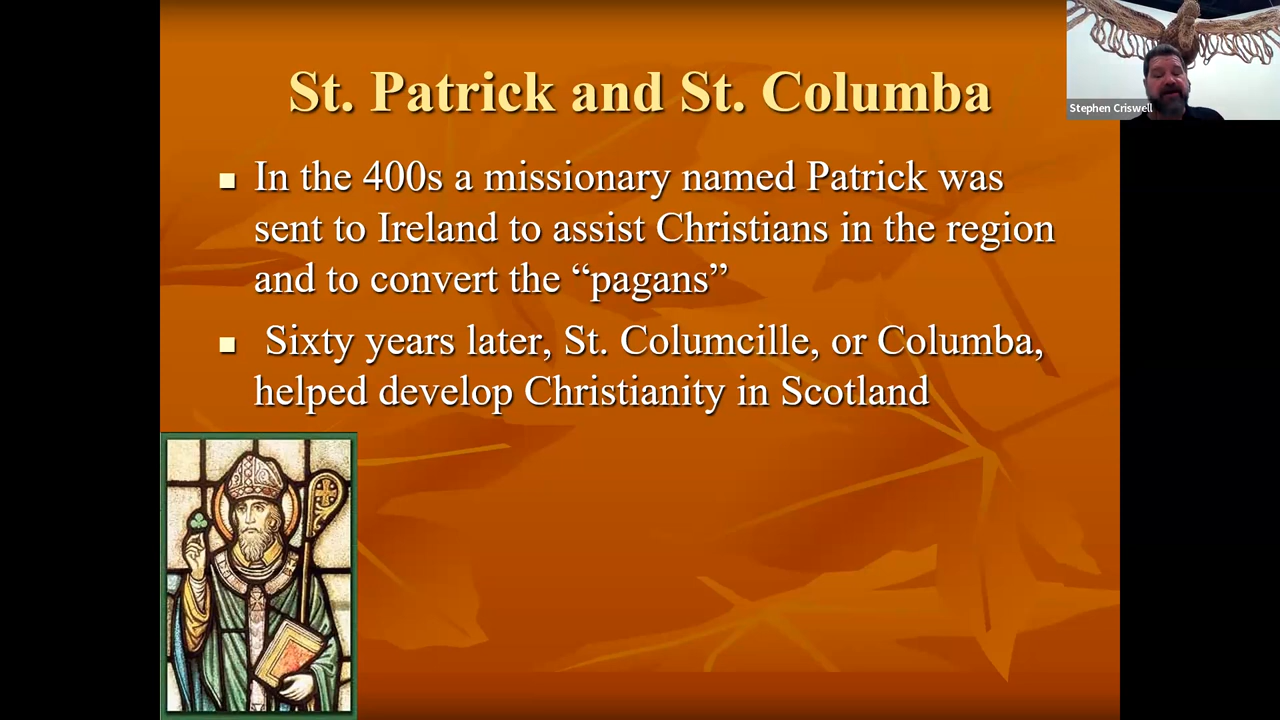 St. Patrick and St. Columba
Stephen Criswell
■ In the 400s a missionary named Patrick was
sent to Ireland to assist Christians in the region
and to convert the “pagans”
■ Sixty years later, St. Columcille, or Columba,
helped develop Christianity in Scotland